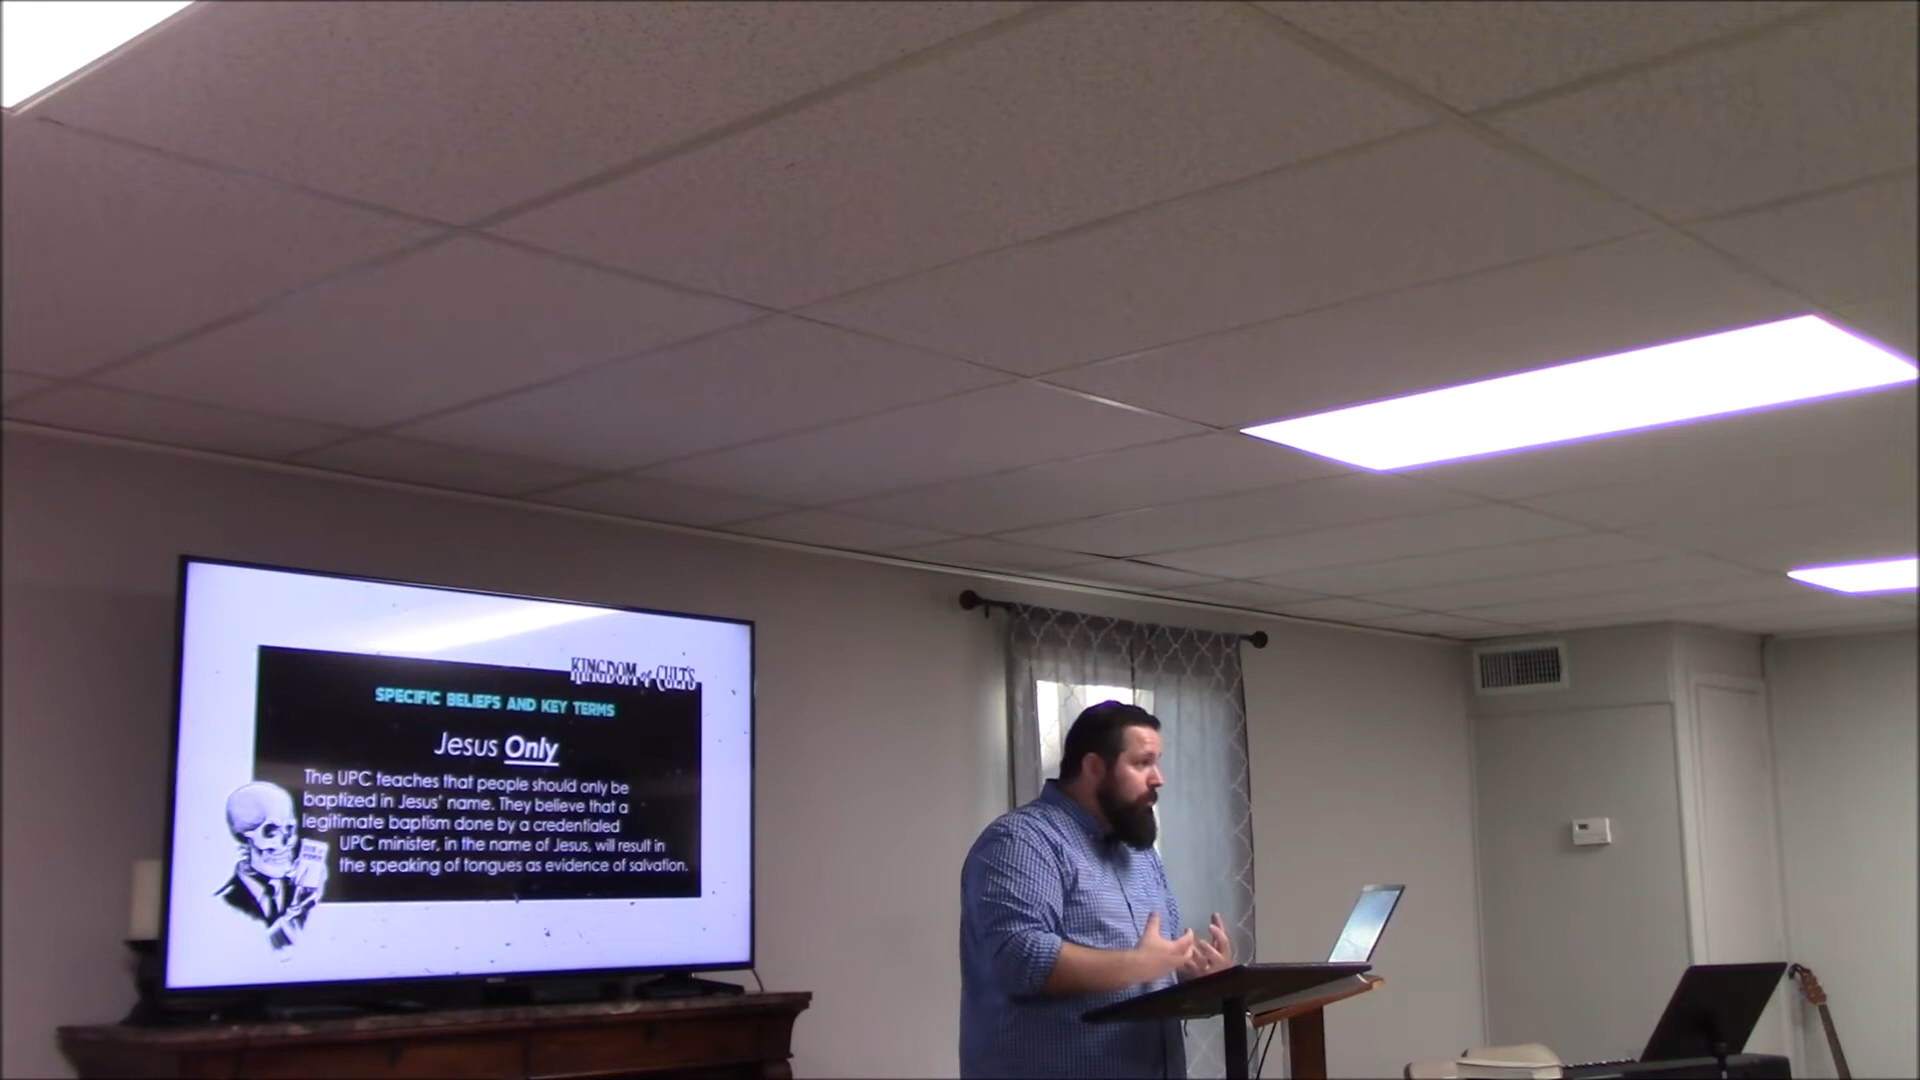 KINGDOM of CULTS
SPECIFIC BELIEFS AND KEY TERMS
Jesus Only
The UPC teaches that people should only be
baptized in Jesus' name. They believe that a
legitimate baptism done by a credentialed
UPC minister, in the name of Jesus, will result in
the speaking of tongues as evidence of salvation.